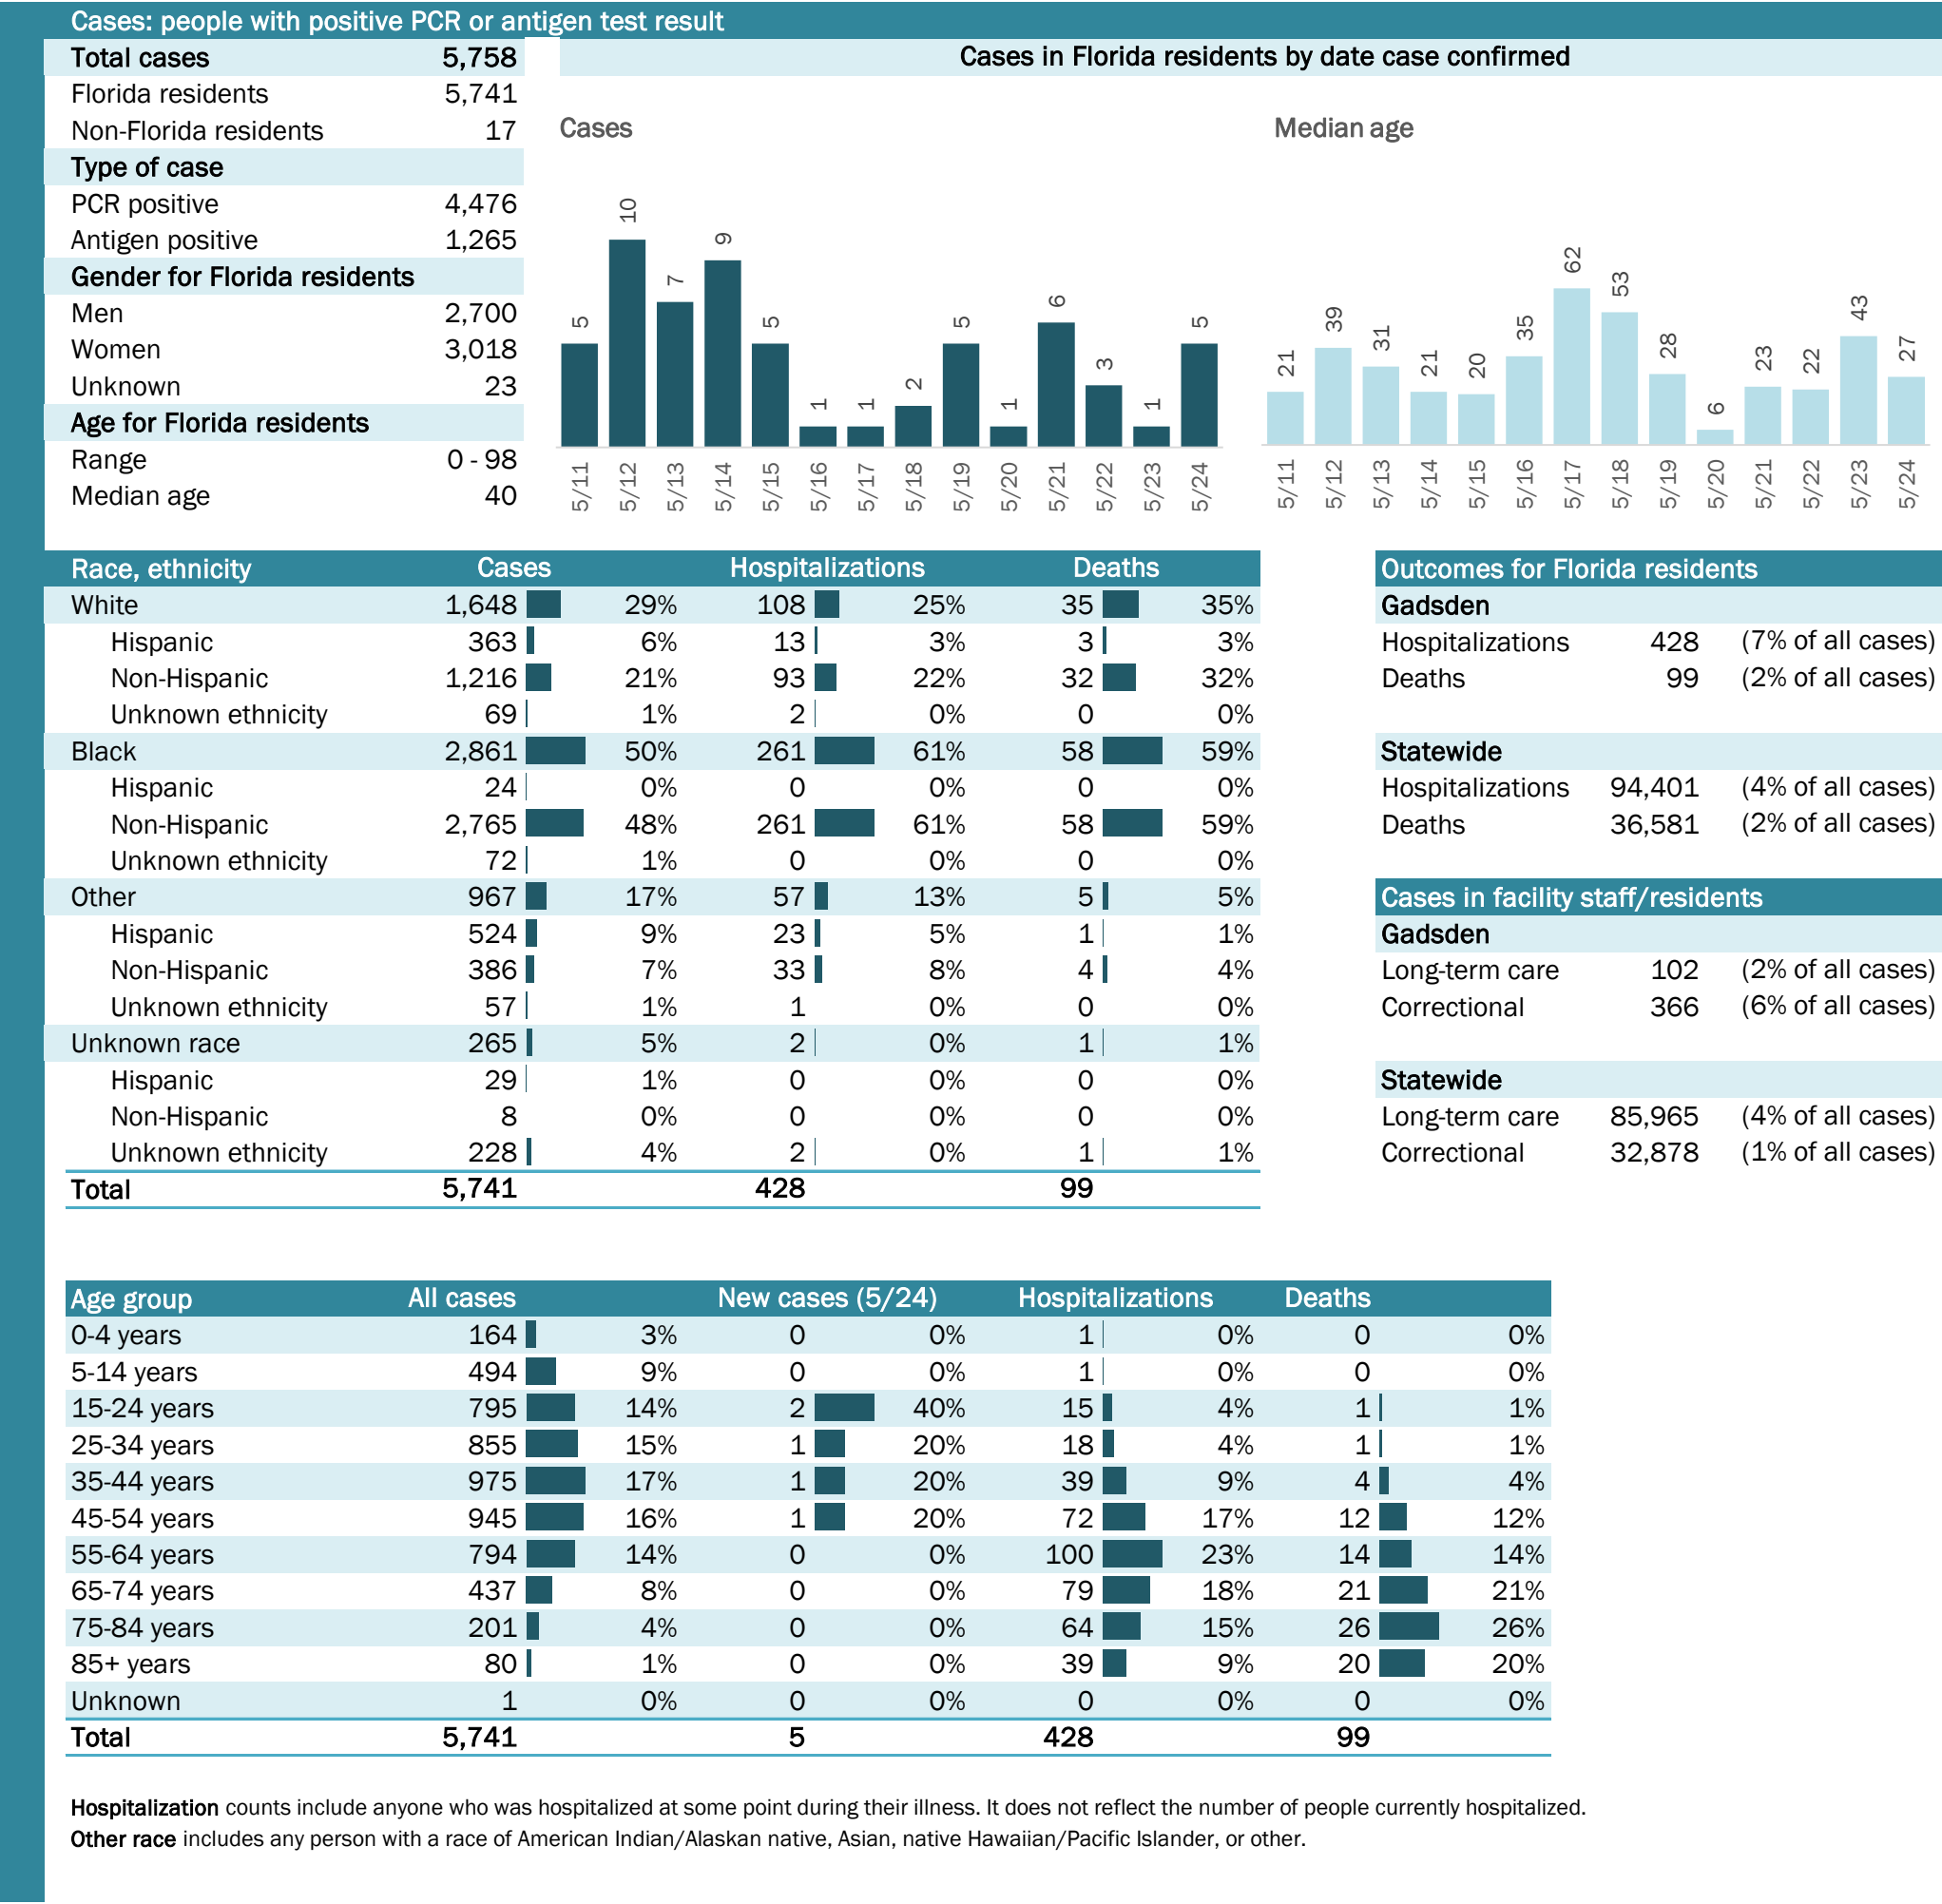 Cases: people with positive PCR or antigen test result
Total cases 5,758
Florida residents 5,741
Non-Florida residents 17
Type of case
PCR positive 4,476
Antigen positive 1,265
Gender for Florida residents
Men 2,700
Women 3,018
Unknown 23
Age for Florida residents
Range 0 - 98
Median age 40
Cases in Florida residents by date case confirmed
Cases
5 10 7 9 5 1 1 2 5 1 6 3 1 5
5/11 5/12 5/13 5/14 5/15 5/16 5/17 5/18 5/19 5/20 5/21 5/22 5/23 5/24
Median age
21 39 31 21 20 35 62 53 28 6 23 22 43 27
5/11 5/12 5/13 5/14 5/15 5/16 5/17 5/18 5/19 5/20 5/21 5/22 5/23 5/24
Race, ethnicity Cases Hospitalizations Deaths
White 1,648 29% 108 25% 35 35%
Hispanic 363 6% 13 3% 3 3%
Non-Hispanic 1,216 21% 93 22% 32 32%
Unknown ethnicity 69 1% 2 0% 0 0%
Black 2,861 50% 261 61% 58 59%
Hispanic 24 0% 0 0% 0 0%
Non-Hispanic 2,765 48% 261 61% 58 59%
Unknown ethnicity 72 1% 0 0% 0 0%
Other 967 17% 57 13% 5 5%
Hispanic 524 9% 23 5% 1 1%
Non-Hispanic 386 7% 33 8% 4 4%
Unknown ethnicity 57 1% 1 0% 0 0%
Unknown race 265 5% 2 0% 1 1%
Hispanic 29 1% 0 0% 0 0%
Non-Hispanic 8 0% 0 0% 0 0%
Unknown ethnicity 228 4% 2 0% 1 1%
Total 5,741 428 99
Outcomes for Florida residents
Gadsden
Hospitalizations 428 (7% of all cases)
Deaths 99 (2% of all cases)
Statewide
Hospitalizations 94,401 (4% of all cases)
Deaths 36,581 (2% of all cases)
Cases in facility staff/residents
Gadsden
Long-term care 102 (2% of all cases)
Correctional 366 (6% of all cases)
Statewide
Long-term care 85,965 (4% of all cases)
Correctional 32,878 (1% of all cases)
Age group All cases New cases (5/24) Hospitalizations Deaths
0-4 years 164 3% 0 0% 1 0% 0 0%
5-14 years 494 9% 0 0% 1 0% 0 0%
15-24 years 795 14% 2 40% 15 4% 1 1%
25-34 years 855 15% 1 20% 18 4% 1 1%
35-44 years 975 17% 1 20% 39 9% 4 4%
45-54 years 945 16% 1 20% 72 17% 12 12%
55-64 years 794 14% 0 0% 100 23% 14 14%
65-74 years 437 8% 0 0% 79 18% 21 21%
75-84 years 201 4% 0 0% 64 15% 26 26%
85+ years 80 1% 0 0% 39 9% 20 20%
Unknown 1 0% 0 0% 0 0% 0 0%
Total 5,741 5 428 99
Hospitalization counts include anyone who was hospitalized at some point during their illness. It does not reflect the number of people currently hospitalized.
Other race includes any person with a race of American Indian/Alaskan native, Asian, native Hawaiian/Pacific Islander, or other.